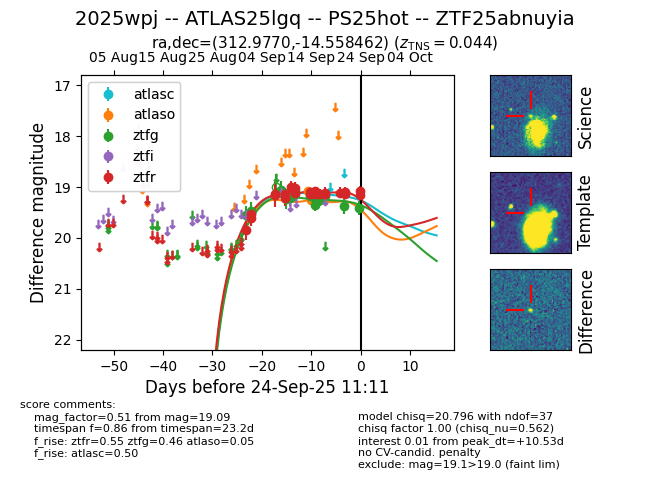 2025wpj -- ATLAS25lgq -- PS25hot -- ZTF25abnuyia
ra,dec=(312.9770,-14.558462) (z_TNS=0.044)
05 Aug 15 Aug 25 Aug 04 Sep 14 Sep 24 Sep 04 Oct
atlasc
atlaso
ztfg
ztfi
ztfr
17
18
19
20
21
22
Difference magnitude
−50 −40 −30 −20 −10 0 10
Days before 24-Sep-25 11:11
Science
Template
Difference
score comments:
mag_factor=0.51 from mag=19.09
timespan f=0.86 from timespan=23.2d
f_rise: ztfr=0.55 ztfg=0.46 atlaso=0.05
f_rise: atlasc=0.50
model chisq=20.796 with ndof=37
chisq factor 1.00 (chisq_nu=0.562)
interest 0.01 from peak_dt=+10.53d
no CV-candid. penalty
exclude: mag=19.1>19.0 (faint lim)